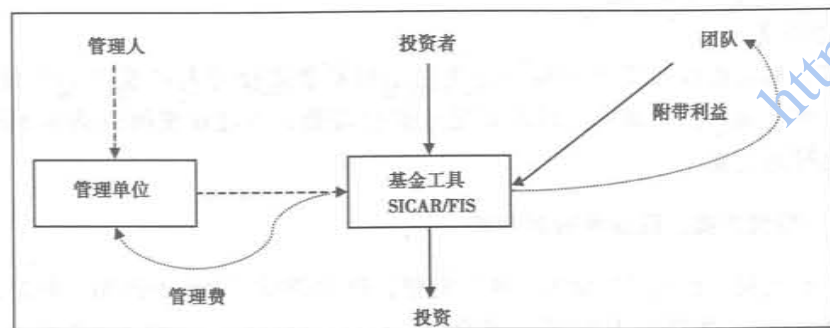 管理人
投资者
团队
附带利益
管理单位
基金工具
SICAR/FIS
管理费
投资
http